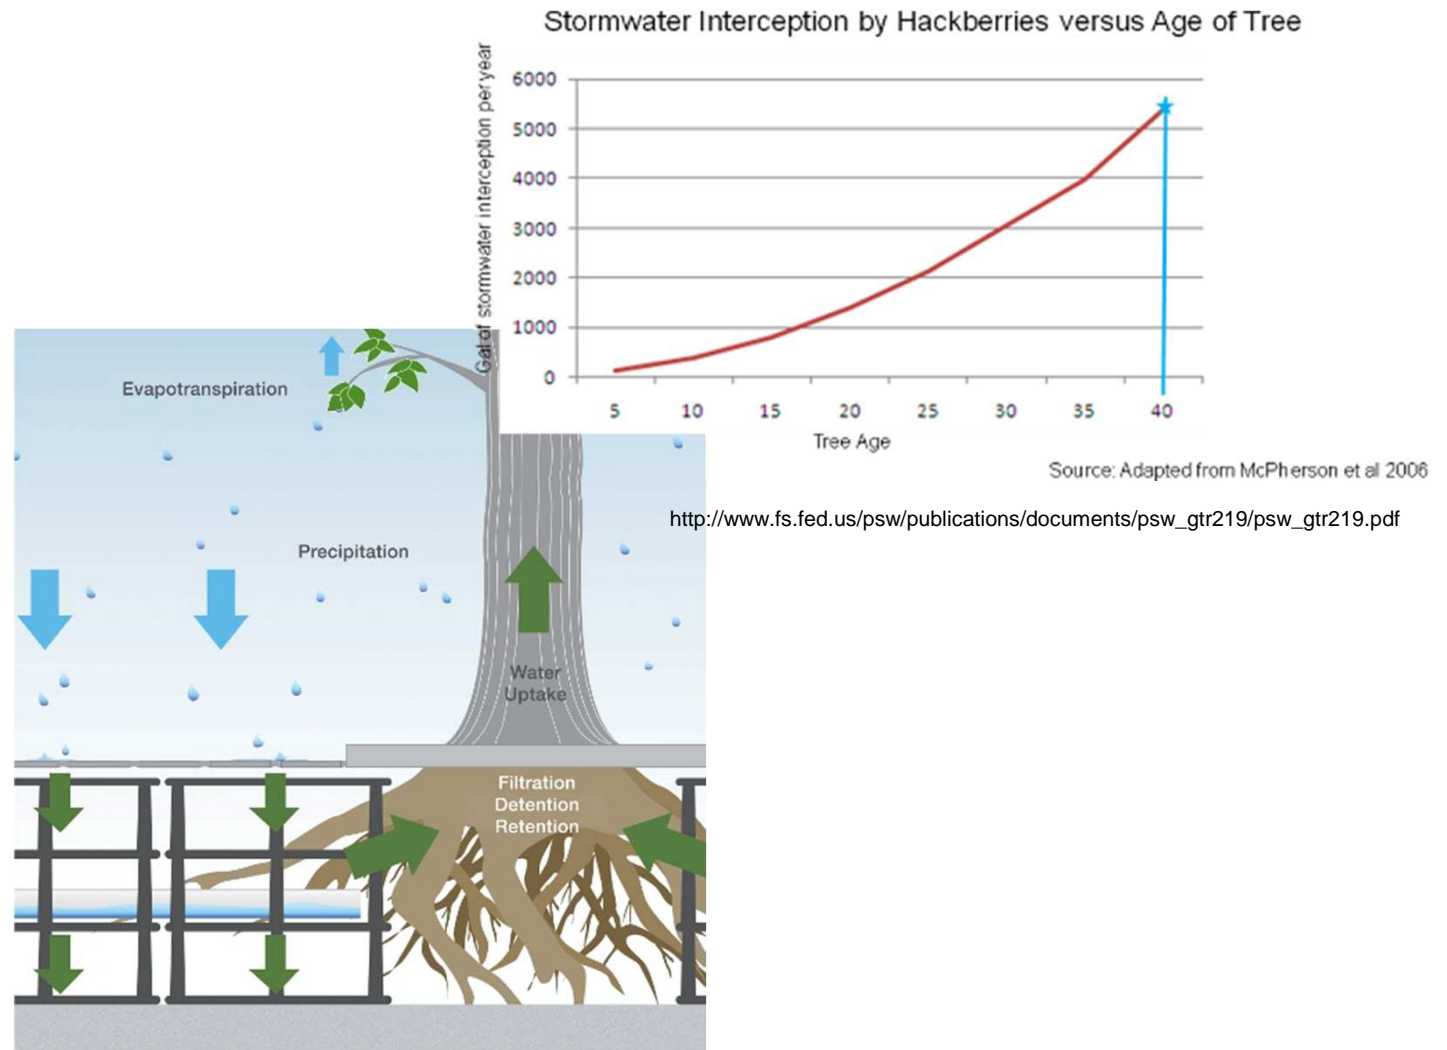 Stormwater Interception by Hackberries versus Age of Tree
Gal of stormwater interception per year
6000
5000
4000
3000
2000
1000
0
5 10 15 20 25 30 35 40
Tree Age
Source: Adapted from McPherson et al 2006
http://www.fs.fed.us/psw/publications/documents/psw_gtr219/psw_gtr219.pdf
Evapotranspiration
Precipitation
Water
Uptake
Filtration
Detention
Retention